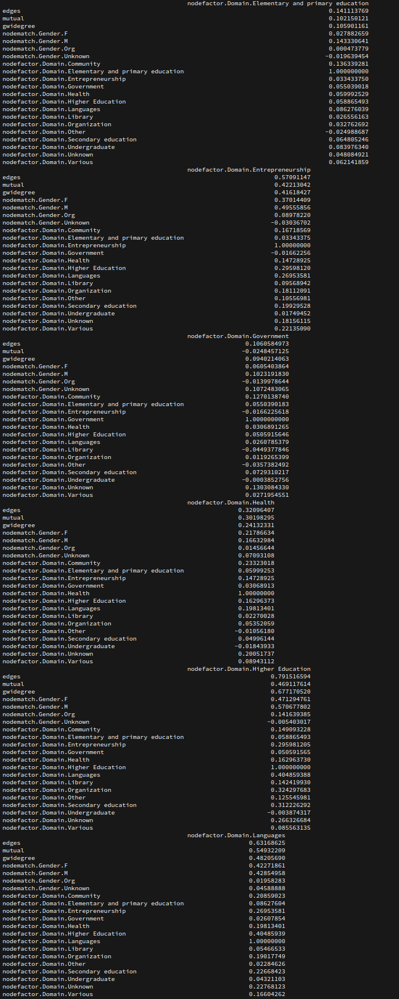 nodefactor.Domain.Elementary and primary education
edges 0.141113769
mutual 0.102150121
gwidegree 0.105901161
nodematch.Gender.F 0.027882659
nodematch.Gender.M 0.143330641
nodematch.Gender.Org 0.000473779
nodematch.Gender.Unknown -0.019639454
nodefactor.Domain.Community 0.136339281
nodefactor.Domain.Elementary and primary education 1.000000000
nodefactor.Domain.Entrepreneurship 0.033433750
nodefactor.Domain.Government 0.055039018
nodefactor.Domain.Health 0.059992529
nodefactor.Domain.Higher Education 0.058865493
nodefactor.Domain.Languages 0.086276039
nodefactor.Domain.Library 0.026556163
nodefactor.Domain.Organization 0.032762692
nodefactor.Domain.Other -0.024988687
nodefactor.Domain.Secondary education 0.064805246
nodefactor.Domain.Undergraduate 0.083976340
nodefactor.Domain.Unknown 0.048084921
nodefactor.Domain.Various 0.062141859
nodefactor.Domain.Entrepreneurship
edges 0.57091147
mutual 0.42213042
gwidegree 0.41618427
nodematch.Gender.F 0.37014409
nodematch.Gender.M 0.49555856
nodematch.Gender.Org 0.08978220
nodematch.Gender.Unknown -0.03036702
nodefactor.Domain.Community 0.16718569
nodefactor.Domain.Elementary and primary education 0.03343375
nodefactor.Domain.Entrepreneurship 1.00000000
nodefactor.Domain.Government -0.01662256
nodefactor.Domain.Health 0.14728925
nodefactor.Domain.Higher Education 0.29598120
nodefactor.Domain.Languages 0.26953581
nodefactor.Domain.Library 0.09568942
nodefactor.Domain.Organization 0.18112091
nodefactor.Domain.Other 0.10556981
nodefactor.Domain.Secondary education 0.19929528
nodefactor.Domain.Undergraduate 0.01749452
nodefactor.Domain.Unknown 0.18156115
nodefactor.Domain.Various 0.22135090
nodefactor.Domain.Government
edges 0.1060584973
mutual -0.0248457125
gwidegree 0.0940214063
nodematch.Gender.F 0.0605403864
nodematch.Gender.M 0.1023191830
nodematch.Gender.Org -0.0139978644
nodematch.Gender.Unknown 0.1072483065
nodefactor.Domain.Community 0.1270138740
nodefactor.Domain.Elementary and primary education 0.0550390183
nodefactor.Domain.Entrepreneurship -0.0166225618
nodefactor.Domain.Government 1.0000000000
nodefactor.Domain.Health 0.0306891265
nodefactor.Domain.Higher Education 0.0505915646
nodefactor.Domain.Languages 0.0260785379
nodefactor.Domain.Library -0.0449377846
nodefactor.Domain.Organization 0.0119265399
nodefactor.Domain.Other -0.0357382492
nodefactor.Domain.Secondary education 0.0729310217
nodefactor.Domain.Undergraduate -0.0003852756
nodefactor.Domain.Unknown 0.1303084330
nodefactor.Domain.Various 0.0271954551
nodefactor.Domain.Health
edges 0.32096407
mutual 0.30198295
gwidegree 0.24132331
nodematch.Gender.F 0.21786634
nodematch.Gender.M 0.16632984
nodematch.Gender.Org 0.01456644
nodematch.Gender.Unknown 0.07093108
nodefactor.Domain.Community 0.23323018
nodefactor.Domain.Elementary and primary education 0.05999253
nodefactor.Domain.Entrepreneurship 0.14728925
nodefactor.Domain.Government 0.03068913
nodefactor.Domain.Health 1.00000000
nodefactor.Domain.Higher Education 0.16296373
nodefactor.Domain.Languages 0.19813401
nodefactor.Domain.Library 0.02270028
nodefactor.Domain.Organization 0.05352059
nodefactor.Domain.Other -0.01056180
nodefactor.Domain.Secondary education 0.04996144
nodefactor.Domain.Undergraduate -0.01843933
nodefactor.Domain.Unknown 0.20051737
nodefactor.Domain.Various 0.08943112
nodefactor.Domain.Higher Education
edges 0.791516594
mutual 0.469117614
gwidegree 0.677170520
nodematch.Gender.F 0.471294761
nodematch.Gender.M 0.570677802
nodematch.Gender.Org 0.141639385
nodematch.Gender.Unknown -0.005403017
nodefactor.Domain.Community 0.149093228
nodefactor.Domain.Elementary and primary education 0.058865493
nodefactor.Domain.Entrepreneurship 0.295981205
nodefactor.Domain.Government 0.050591565
nodefactor.Domain.Health 0.162963730
nodefactor.Domain.Higher Education 1.000000000
nodefactor.Domain.Languages 0.404859388
nodefactor.Domain.Library 0.142419930
nodefactor.Domain.Organization 0.324297683
nodefactor.Domain.Other 0.125545981
nodefactor.Domain.Secondary education 0.312226292
nodefactor.Domain.Undergraduate -0.003874317
nodefactor.Domain.Unknown 0.266326684
nodefactor.Domain.Various 0.085563135
nodefactor.Domain.Languages
edges 0.63168625
mutual 0.54932209
gwidegree 0.48205690
nodematch.Gender.F 0.42271861
nodematch.Gender.M 0.42854958
nodematch.Gender.Org 0.01958283
nodematch.Gender.Unknown 0.04588888
nodefactor.Domain.Community 0.20859023
nodefactor.Domain.Elementary and primary education 0.08627604
nodefactor.Domain.Entrepreneurship 0.26953581
nodefactor.Domain.Government 0.02607854
nodefactor.Domain.Health 0.19813401
nodefactor.Domain.Higher Education 0.40485939
nodefactor.Domain.Languages 1.00000000
nodefactor.Domain.Library 0.05466533
nodefactor.Domain.Organization 0.19017749
nodefactor.Domain.Other 0.02284626
nodefactor.Domain.Secondary education 0.22668423
nodefactor.Domain.Undergraduate 0.04321103
nodefactor.Domain.Unknown 0.22768123
nodefactor.Domain.Various 0.16604262